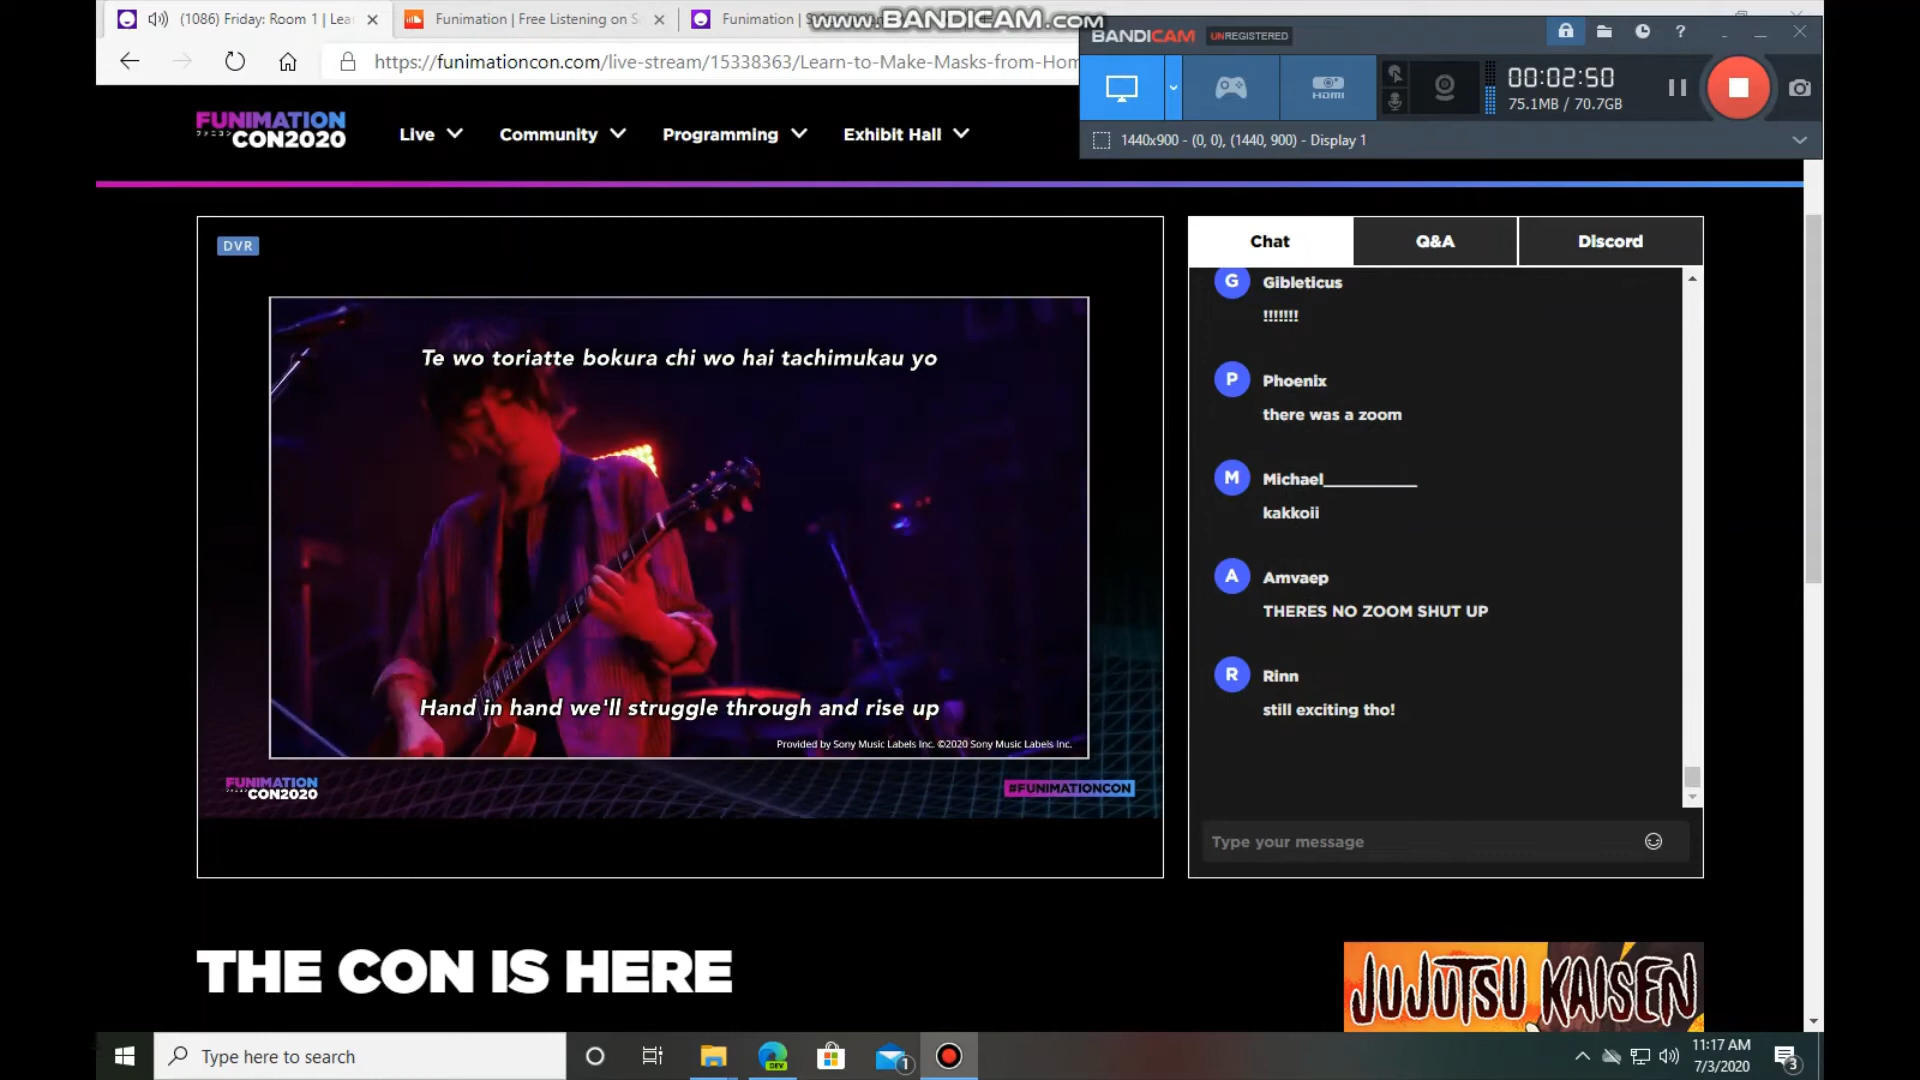 (1086) Friday: Room 1 | Lea
Funimation | Free Listening on S
Funimation | S
www.BANDICAM.com
https://funimationcon.com/live-stream/15338363/Learn-to-Make-Masks-from-Hom
BANDICAM
UNREGISTERED
?
HDMI
00:02:50
75.1MB / 70.7GB
1440x900 - (0, 0), (1440, 900) - Display 1
FUNIMATION
CON2020
Live
Community
Programming
Exhibit Hall
DVR
Te wo toriatte bokura chi wo hai tachimukau yo
Hand in hand we'll struggle through and rise up
Provided by Sony Music Labels Inc. ©2020 Sony Music Labels Inc.
FUNIMATION
CON2020
#FUNIMATIONCON
Chat
Q&A
Discord
G
Gibleticus
!!!!!!!
P
Phoenix
there was a zoom
M
Michael__________
kakkoii
A
Amvaep
THERES NO ZOOM SHUT UP
R
Rinn
still exciting tho!
Type your message
THE CON IS HERE
JUJUTSU KAISEN
Type here to search
DEV
1
11:17 AM
7/3/2020
3